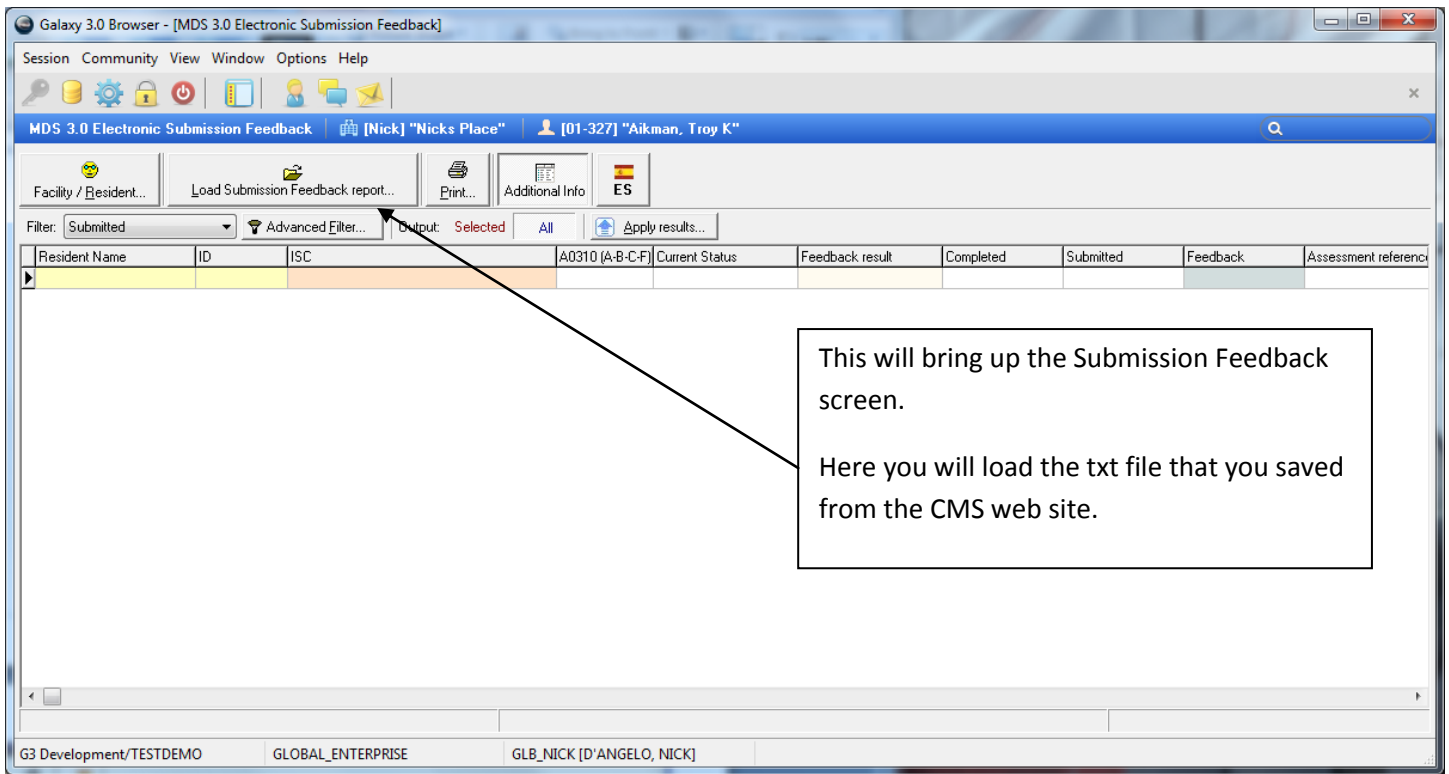 Galaxy 3.0 Browser - [MDS 3.0 Electronic Submission Feedback]
Session Community View Window Options Help
MDS 3.0 Electronic Submission Feedback [Nick] "Nicks Place" [01-327] "Aikman, Troy K"
Facility / Resident... Load Submission Feedback report... Print... Additional Info ES
Filter: Submitted Advanced Filter... Output: Selected All Apply results...
Resident Name ID ISC A0310 (A-B-C-F) Current Status Feedback result Completed Submitted Feedback Assessment referenc
This will bring up the Submission Feedback
screen.
Here you will load the txt file that you saved
from the CMS web site.
G3 Development/TESTDEMO GLOBAL_ENTERPRISE GLB_NICK [D'ANGELO, NICK]